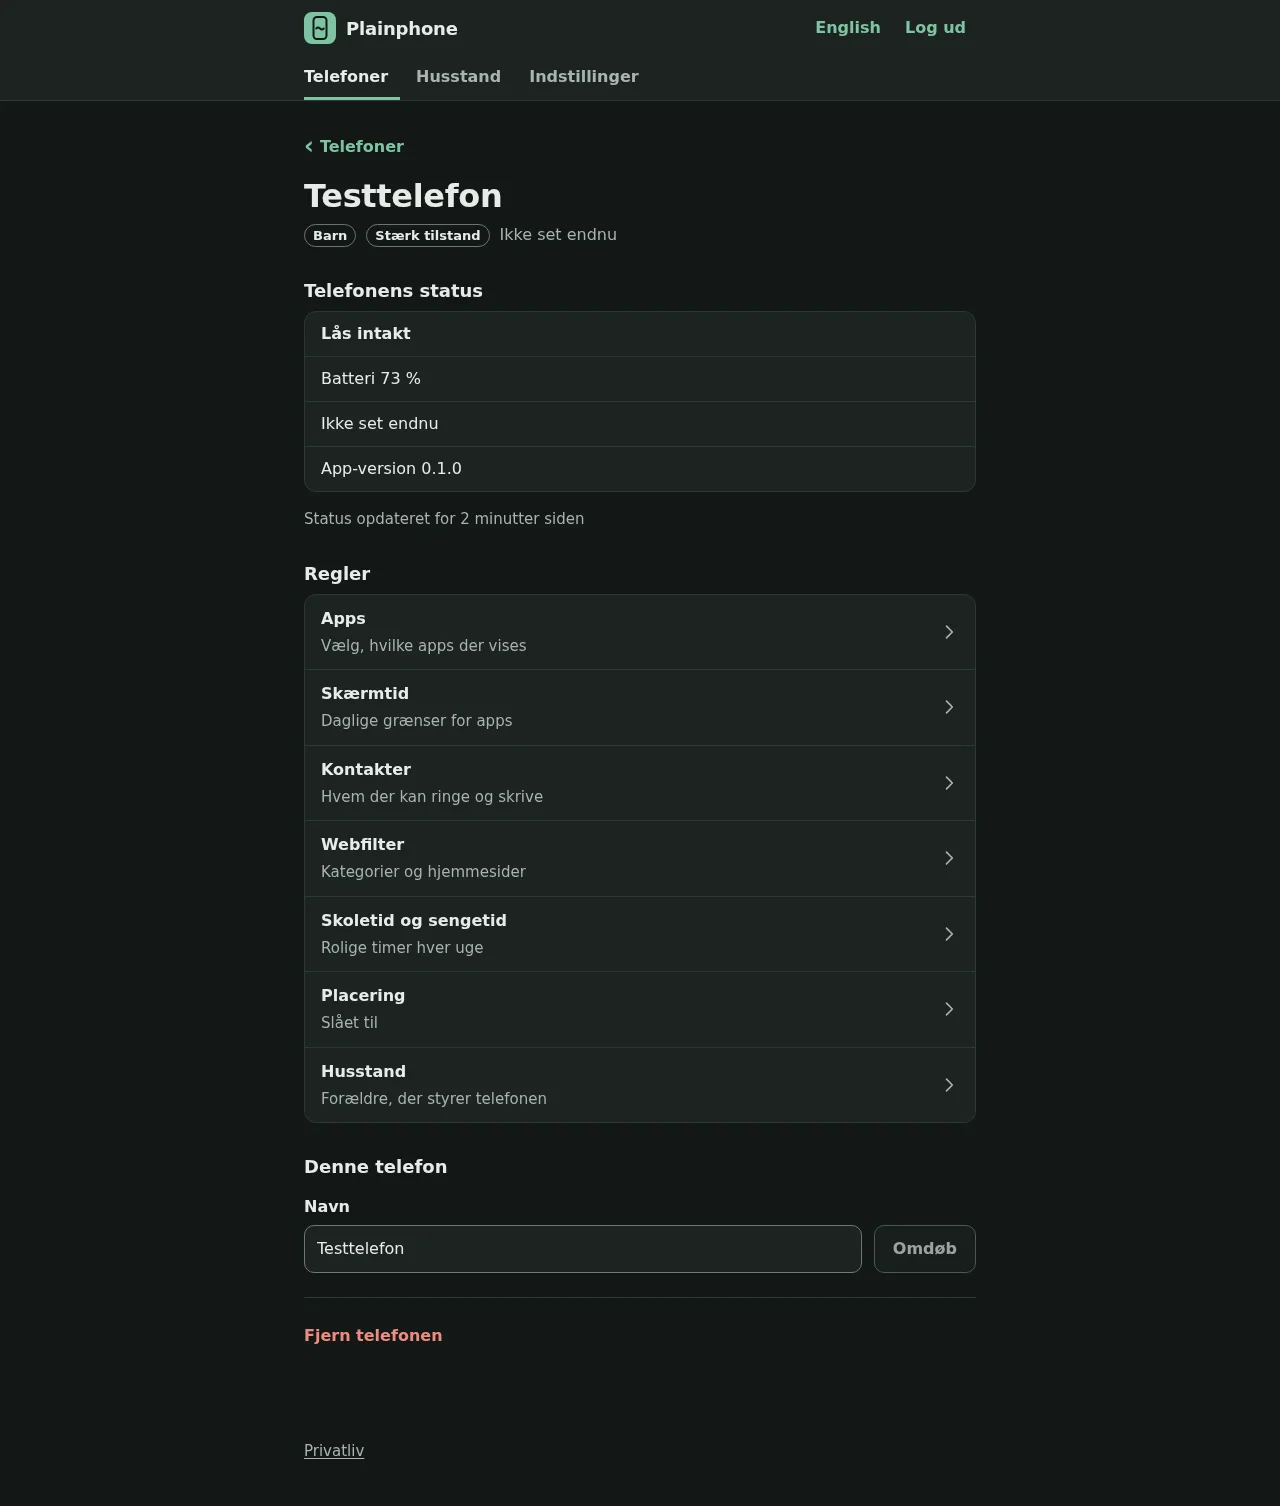 Plainphone
English
Log ud
Telefoner
Husstand
Indstillinger
‹ Telefoner
Testtelefon
Barn
Stærk tilstand
Ikke set endnu
Telefonens status
Lås intakt
Batteri 73 %
Ikke set endnu
App-version 0.1.0
Status opdateret for 2 minutter siden
Regler
Apps
Vælg, hvilke apps der vises
Skærmtid
Daglige grænser for apps
Kontakter
Hvem der kan ringe og skrive
Webfilter
Kategorier og hjemmesider
Skoletid og sengetid
Rolige timer hver uge
Placering
Slået til
Husstand
Forældre, der styrer telefonen
Denne telefon
Navn
Testtelefon
Omdøb
Fjern telefonen
Privatliv